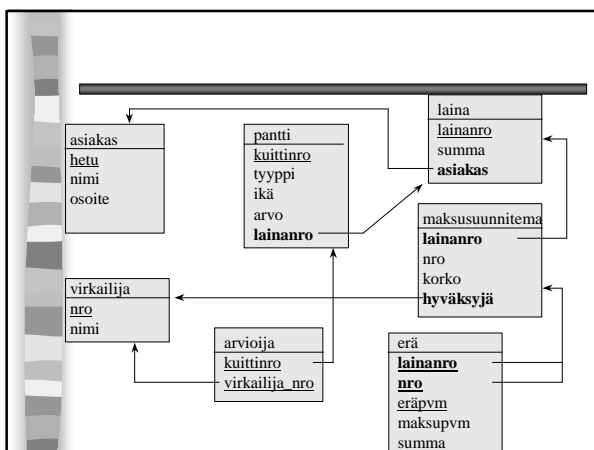 asiakas
hetu
nimi
osoite
pantti
kuittinro
tyyppi
ikä
arvo
lainanro
laina
lainanro
summa
asiakas
maksusuunnitema
lainanro
nro
korko
hyväksyjä
virkailija
nro
nimi
arvioija
kuittinro
virkailija_nro
erä
lainanro
nro
eräpvm
maksupvm
summa